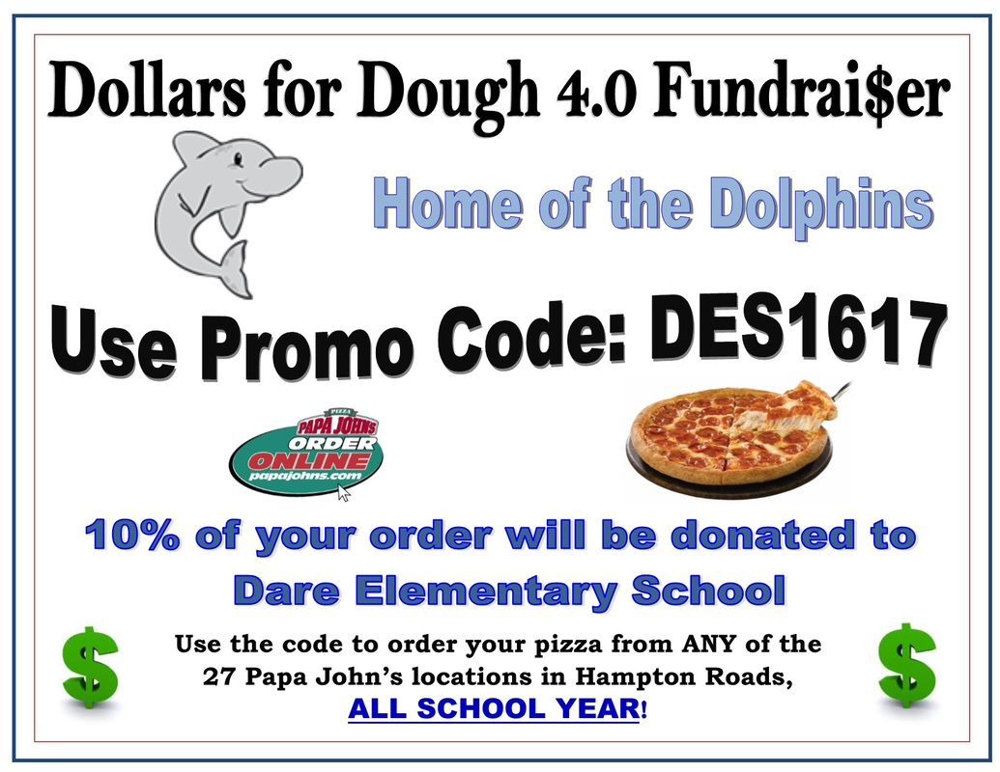 Dollars for Dough 4.0 Fundrai$er
Home of the Dolphins
Use Promo Code: DES1617
PIZZA
PAPA JOHNS
ORDER
ONLINE
papajohns.com
10% of your order will be donated to
Dare Elementary School
Use the code to order your pizza from ANY of the
27 Papa John’s locations in Hampton Roads,
ALL SCHOOL YEAR!